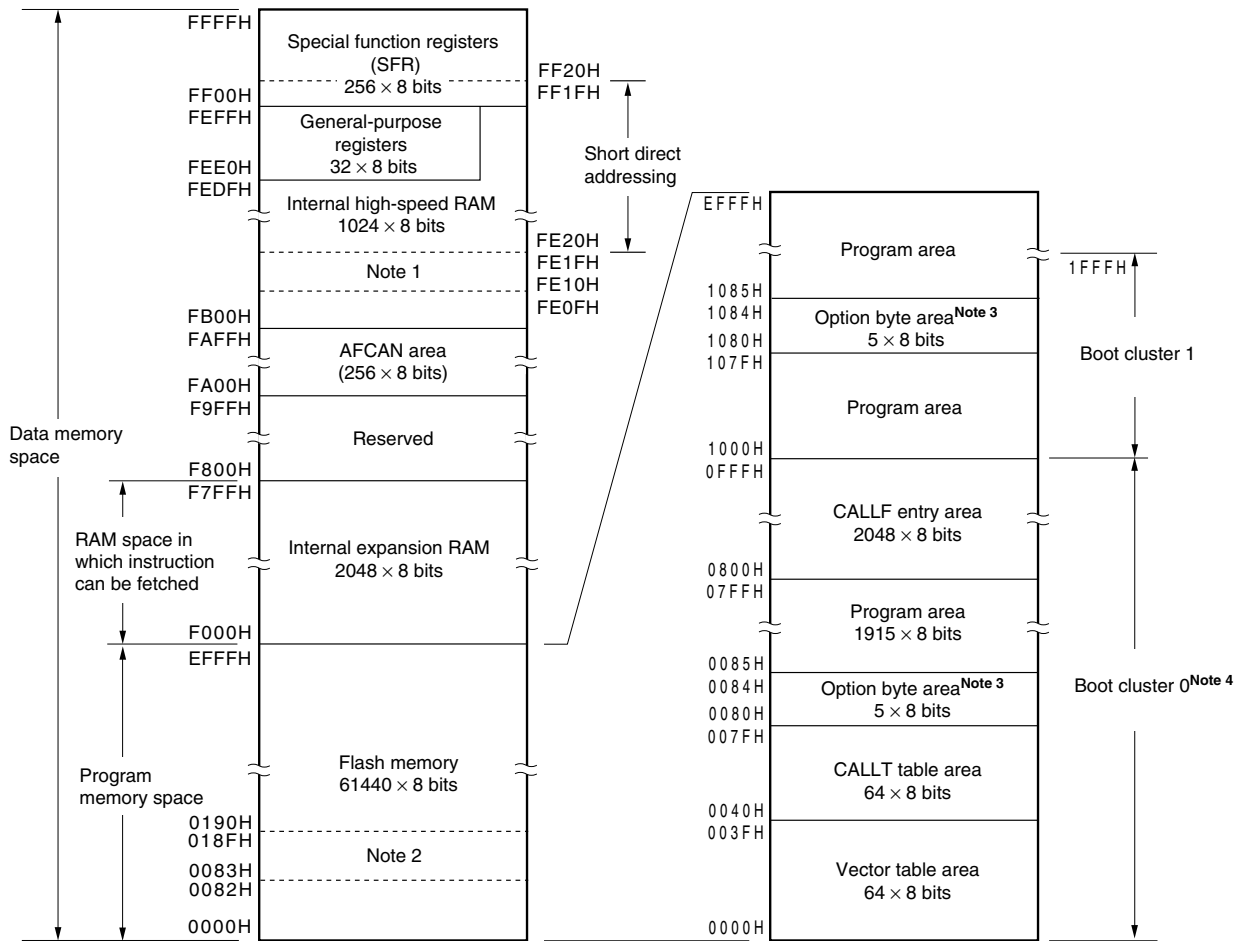 FFFFH
Special function registers
(SFR)
256 × 8 bits
FF20H
FF1FH
FF00H
FEFFH
General-purpose
registers
32 × 8 bits
FEE0H
FEDFH
Short direct
addressing
Internal high-speed RAM
1024 × 8 bits
FE20H
FE1FH
Note 1
FE10H
FE0FH
FB00H
FAFFH
AFCAN area
(256 × 8 bits)
FA00H
F9FFH
Data memory
space
Reserved
F800H
F7FFH
RAM space in
which instruction
can be fetched
Internal expansion RAM
2048 × 8 bits
F000H
EFFFH
Program
memory space
Flash memory
61440 × 8 bits
0190H
018FH
Note 2
0083H
0082H
0000H
EFFFH
Program area
1FFFH
1085H
1084H
Option byte area Note 3
5 × 8 bits
1080H
107FH
Boot cluster 1
Program area
1000H
0FFFH
CALLF entry area
2048 × 8 bits
0800H
07FFH
Program area
1915 × 8 bits
0085H
0084H
Option byte area Note 3
5 × 8 bits
Boot cluster 0 Note 4
0080H
007FH
CALLT table area
64 × 8 bits
0040H
003FH
Vector table area
64 × 8 bits
0000H